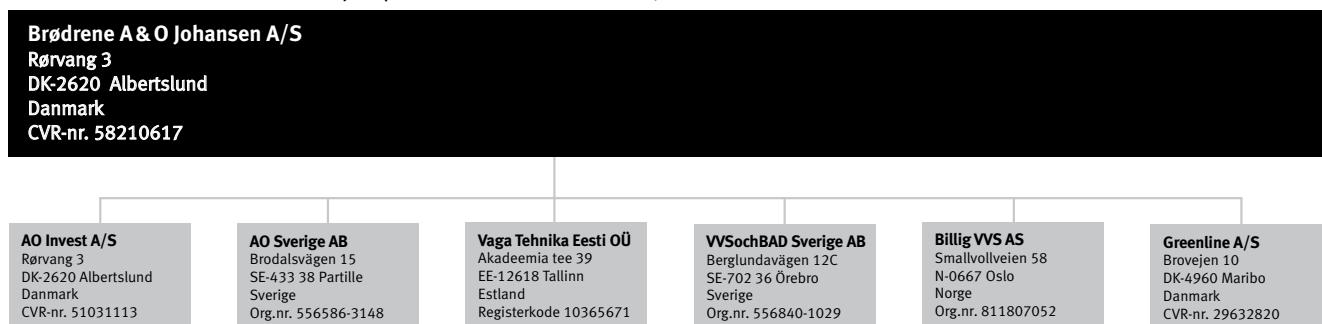 Brødrene A & O Johansen A/S
Rørvang 3
DK-2620 Albertslund
Danmark
CVR-nr. 58210617
AO Invest A/S
Rørvang 3
DK-2620 Albertslund
Danmark
CVR-nr. 51031113
AO Sverige AB
Brodalsvägen 15
SE-433 38 Partille
Sverige
Org.nr. 556586-3148
Vaga Tehnika Eesti OÜ
Akadeemia tee 39
EE-12618 Tallinn
Estland
Registerkode 10365671
VVSochBAD Sverige AB
Berglundavägen 12C
SE-702 36 Örebro
Sverige
Org.nr. 556840-1029
Billig VVS AS
Smallvollveien 58
N-0667 Oslo
Norge
Org.nr. 811807052
Greenline A/S
Brovejen 10
DK-4960 Maribo
Danmark
CVR-nr. 29632820